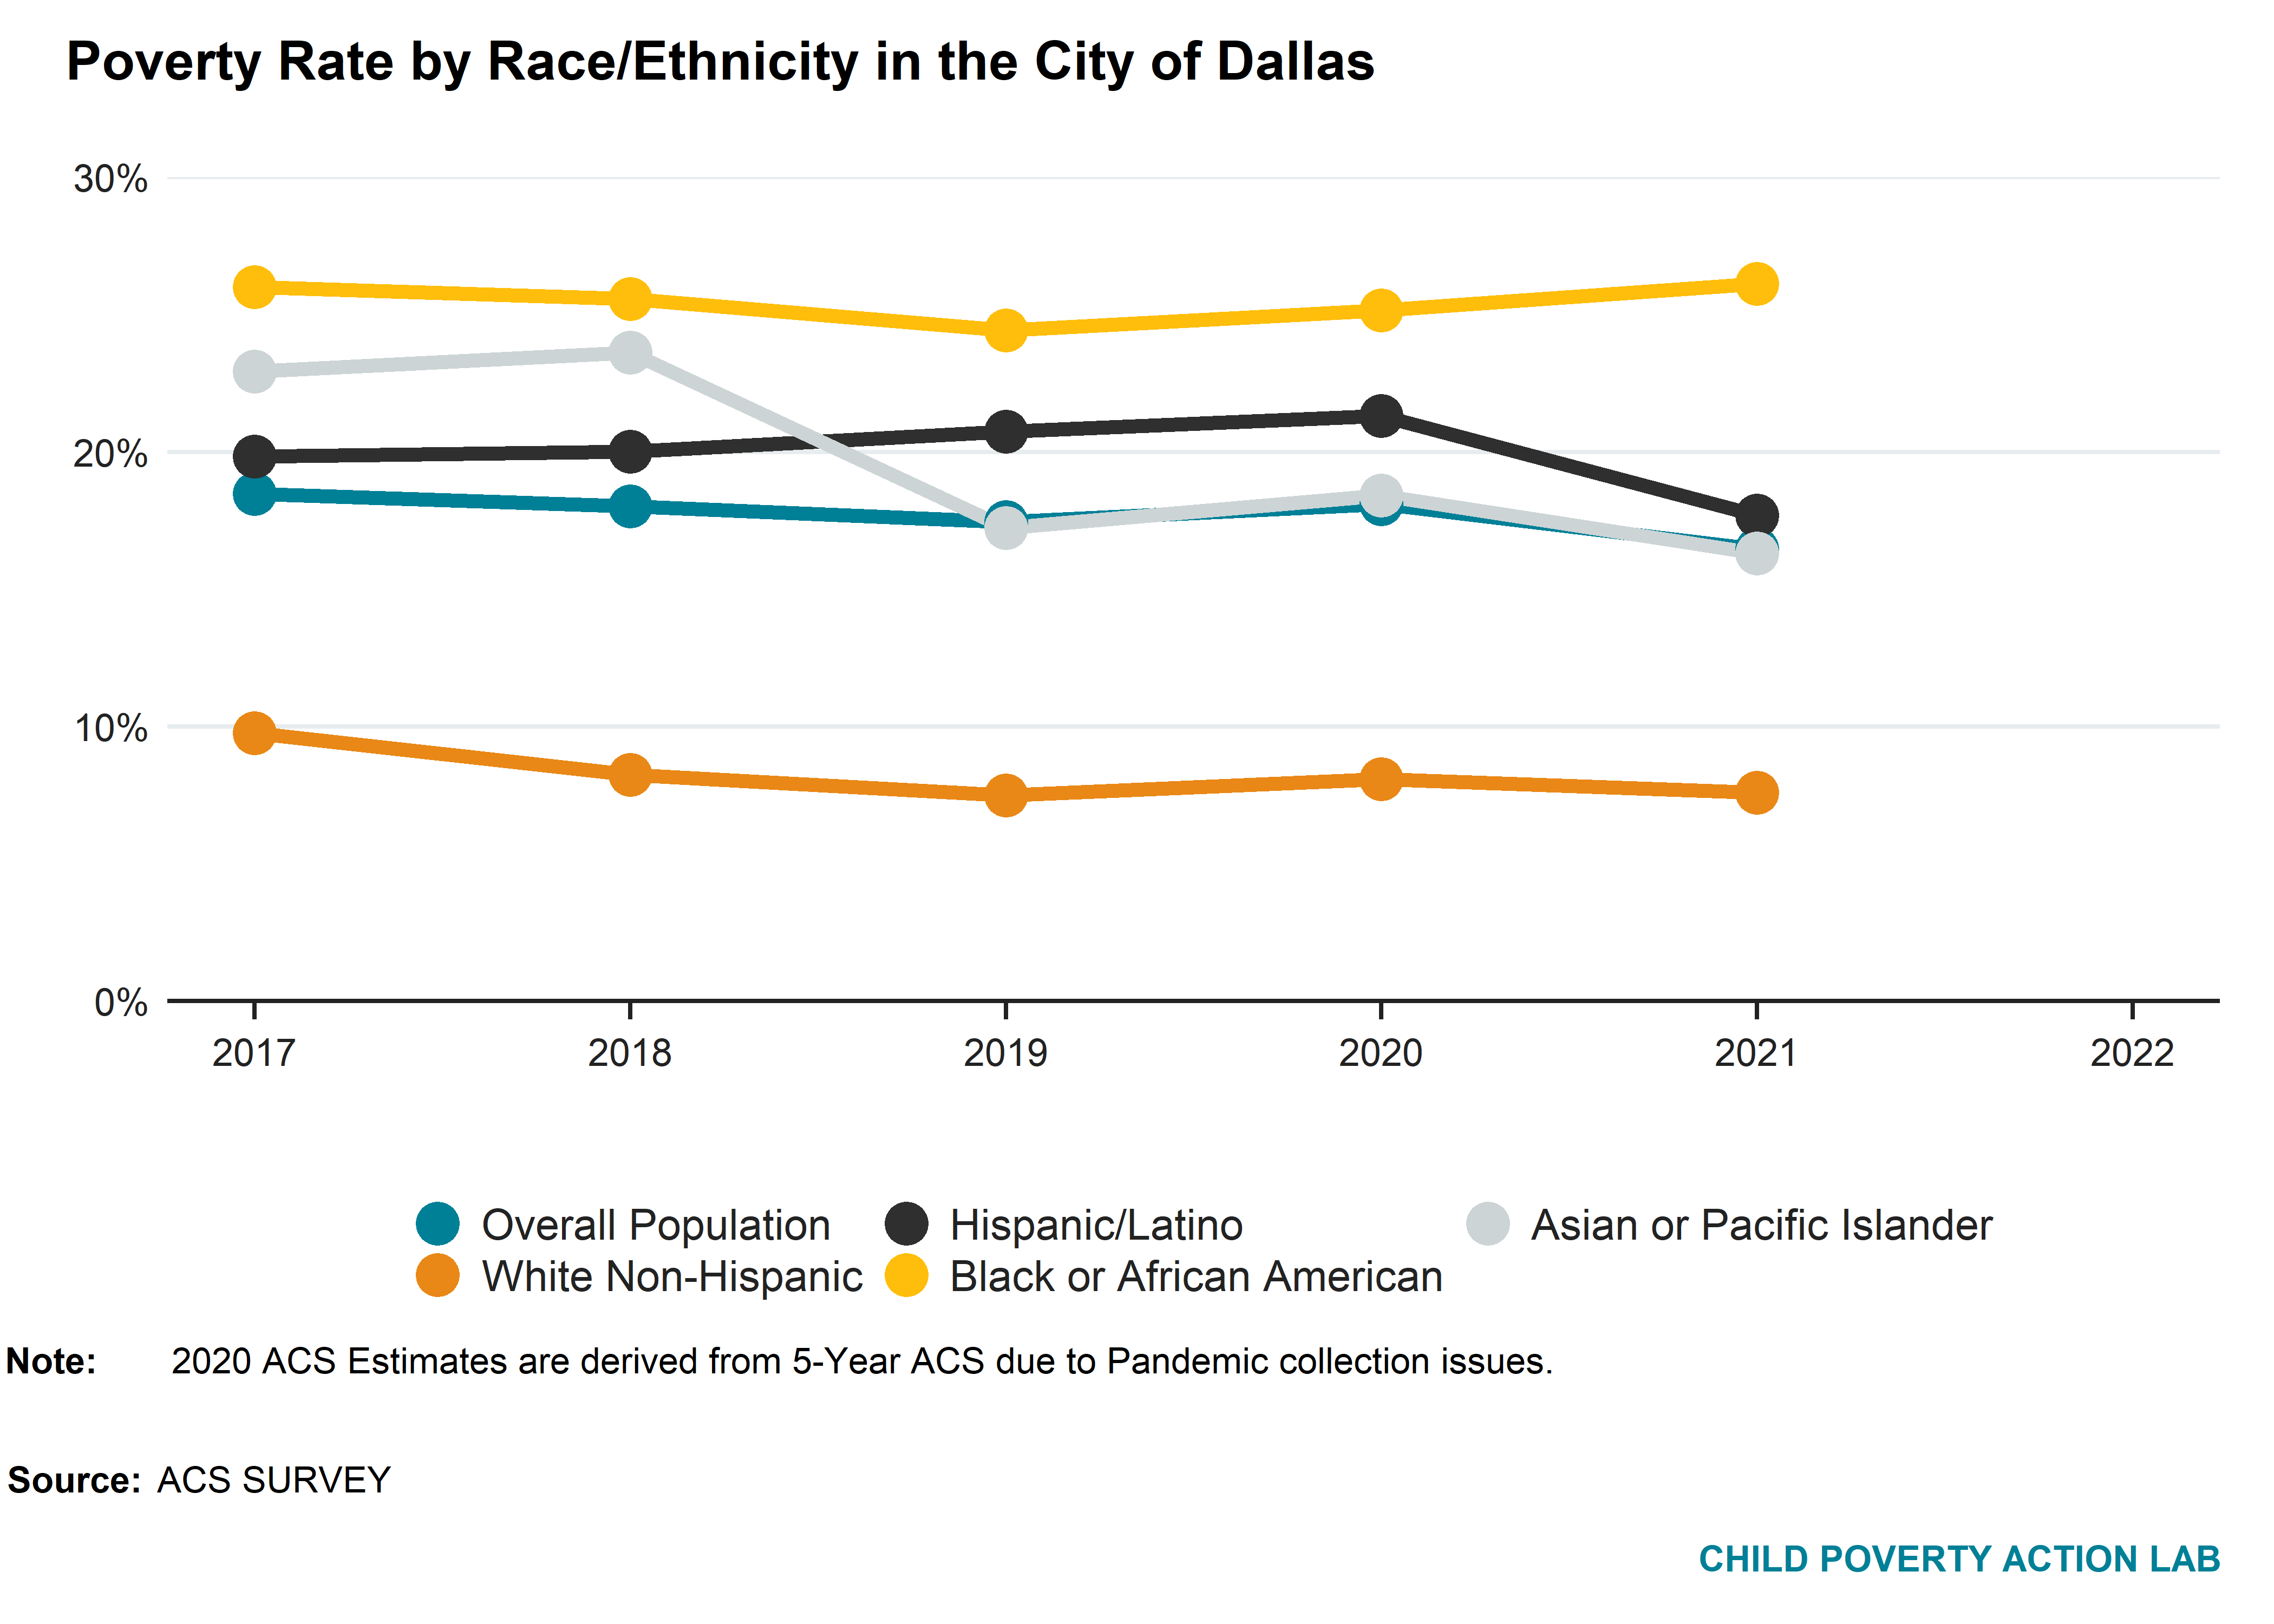 Poverty Rate by Race/Ethnicity in the City of Dallas
30%
20%
10%
0%
2017 2018 2019 2020 2021 2022
Overall Population Hispanic/Latino Asian or Pacific Islander
White Non-Hispanic Black or African American
Note: 2020 ACS Estimates are derived from 5-Year ACS due to Pandemic collection issues.
Source: ACS SURVEY
CHILD POVERTY ACTION LAB